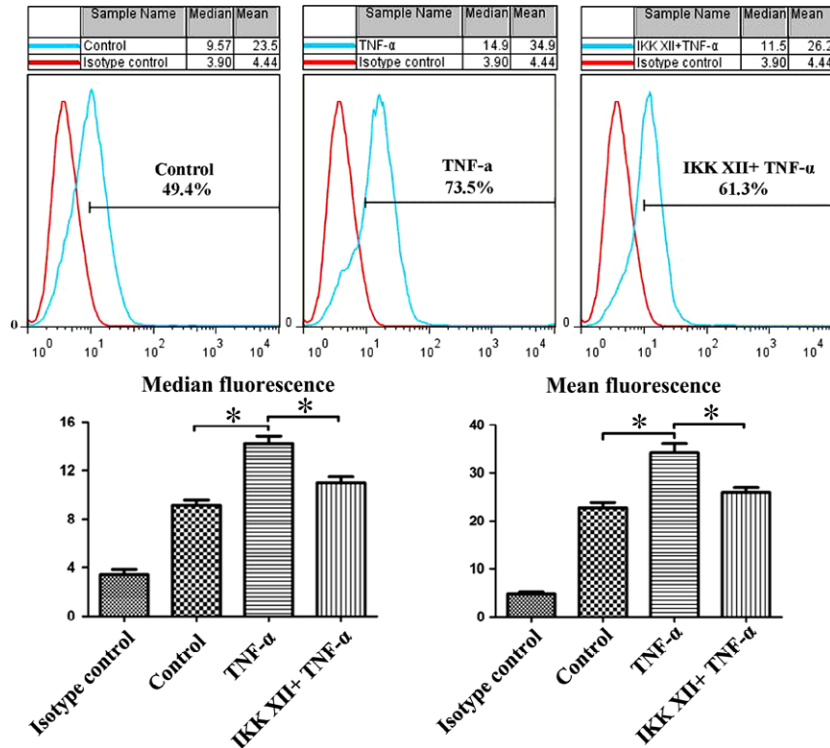 Sample Name Median Mean
Control 9.57 23.5
Isotype control 3.90 4.44
Sample Name Median Mean
TNF-α 14.9 34.9
Isotype control 3.90 4.44
Sample Name Median Mean
IKK XII+TNF-α 11.5 26.2
Isotype control 3.90 4.44
Control
49.4%
0
10^0 10^1 10^2 10^3 10^4
TNF-a
73.5%
0
10^0 10^1 10^2 10^3 10^4
IKK XII+ TNF-α
61.3%
0
10^0 10^1 10^2 10^3 10^4
Median fluorescence
16
12
8
4
0
*
*
Isotype control
Control
TNF-α
IKK XII+ TNF-α
Mean fluorescence
40
30
20
10
0
*
*
Isotype control
Control
TNF-α
IKK XII+ TNF-α